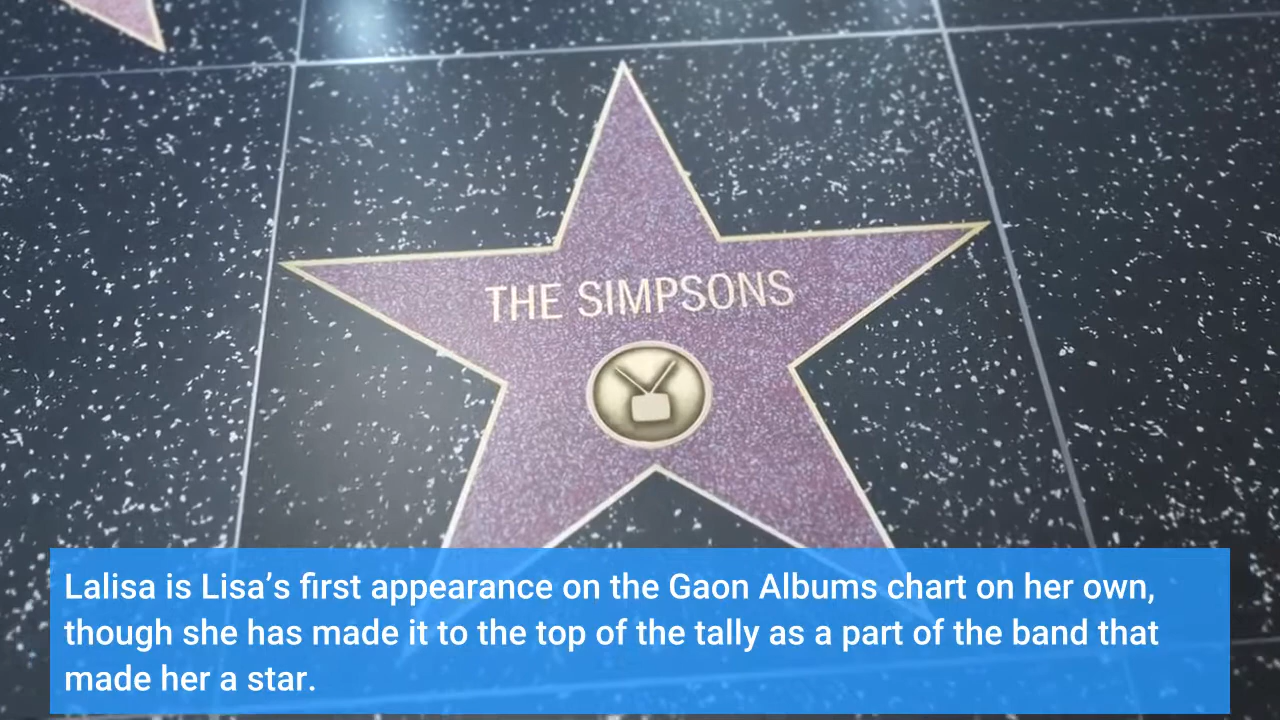 THE SIMPSONS
Lalisa is Lisa’s first appearance on the Gaon Albums chart on her own,
though she has made it to the top of the tally as a part of the band that
made her a star.